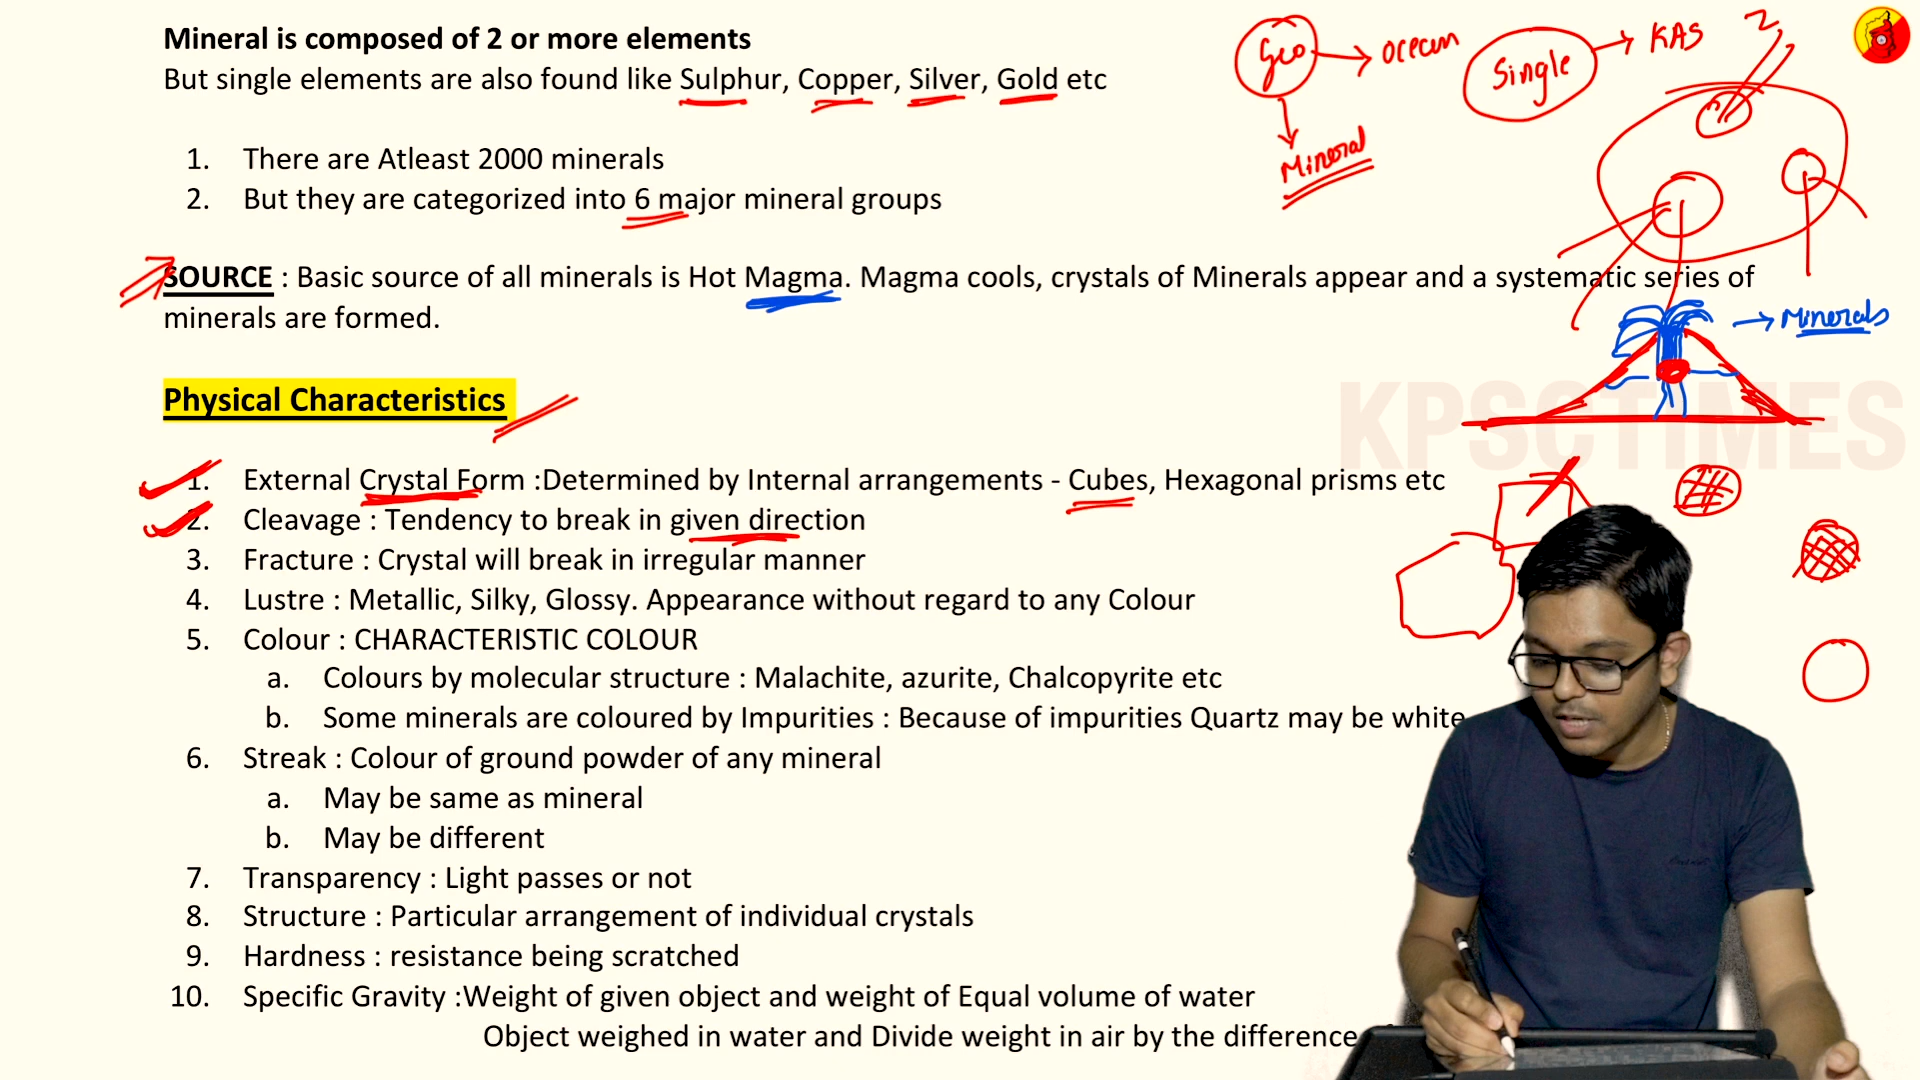 Mineral is composed of 2 or more elements
But single elements are also found like Sulphur, Copper, Silver, Gold etc
1. There are Atleast 2000 minerals
2. But they are categorized into 6 major mineral groups
Geo → ocean
Mineral
Single → KAS
2
SOURCE : Basic source of all minerals is Hot Magma. Magma cools, crystals of Minerals appear and a systematic series of
minerals are formed.
→ Minerals
KPSCTIMES
Physical Characteristics
1. External Crystal Form :Determined by Internal arrangements - Cubes, Hexagonal prisms etc
2. Cleavage : Tendency to break in given direction
3. Fracture : Crystal will break in irregular manner
4. Lustre : Metallic, Silky, Glossy. Appearance without regard to any Colour
5. Colour : CHARACTERISTIC COLOUR
a. Colours by molecular structure : Malachite, azurite, Chalcopyrite etc
b. Some minerals are coloured by Impurities : Because of impurities Quartz may be white
6. Streak : Colour of ground powder of any mineral
a. May be same as mineral
b. May be different
7. Transparency : Light passes or not
8. Structure : Particular arrangement of individual crystals
9. Hardness : resistance being scratched
10. Specific Gravity :Weight of given object and weight of Equal volume of water
Object weighed in water and Divide weight in air by the difference